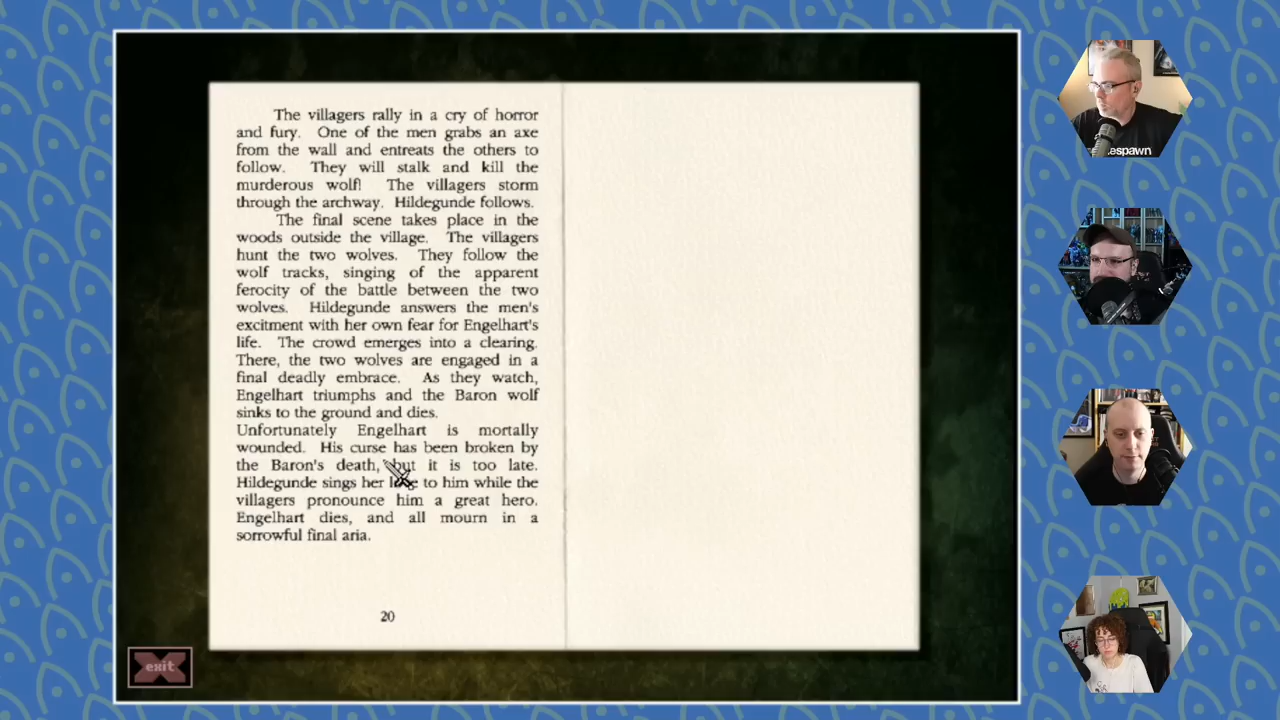 The villagers rally in a cry of horror
and fury. One of the men grabs an axe
from the wall and entreats the others to
follow. They will stalk and kill the
murderous wolf! The villagers storm
through the archway. Hildegunde follows.
The final scene takes place in the
woods outside the village. The villagers
hunt the two wolves. They follow the
wolf tracks, singing of the apparent
ferocity of the battle between the two
wolves. Hildegunde answers the men's
excitment with her own fear for Engelhart's
life. The crowd emerges into a clearing.
There, the two wolves are engaged in a
final deadly embrace. As they watch,
Engelhart triumphs and the Baron wolf
sinks to the ground and dies.
Unfortunately Engelhart is mortally
wounded. His curse has been broken by
the Baron's death, but it is too late.
Hildegunde sings her to him while the
villagers pronounce him a great hero.
Engelhart dies, and all mourn in a
sorrowful final aria.
20
exit